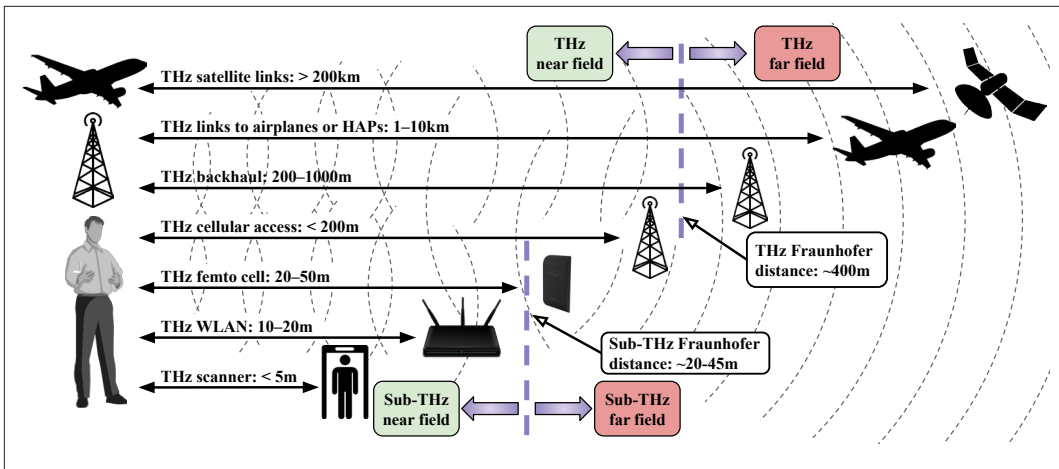 THz
near field
THz
far field
THz satellite links: > 200km
THz links to airplanes or HAPs: 1–10km
THz backhaul: 200–1000m
THz cellular access: < 200m
THz Fraunhofer
distance: ~400m
THz femto cell: 20–50m
THz WLAN: 10–20m
Sub-THz Fraunhofer
distance: ~20-45m
THz scanner: < 5m
Sub-THz
near field
Sub-THz
far field